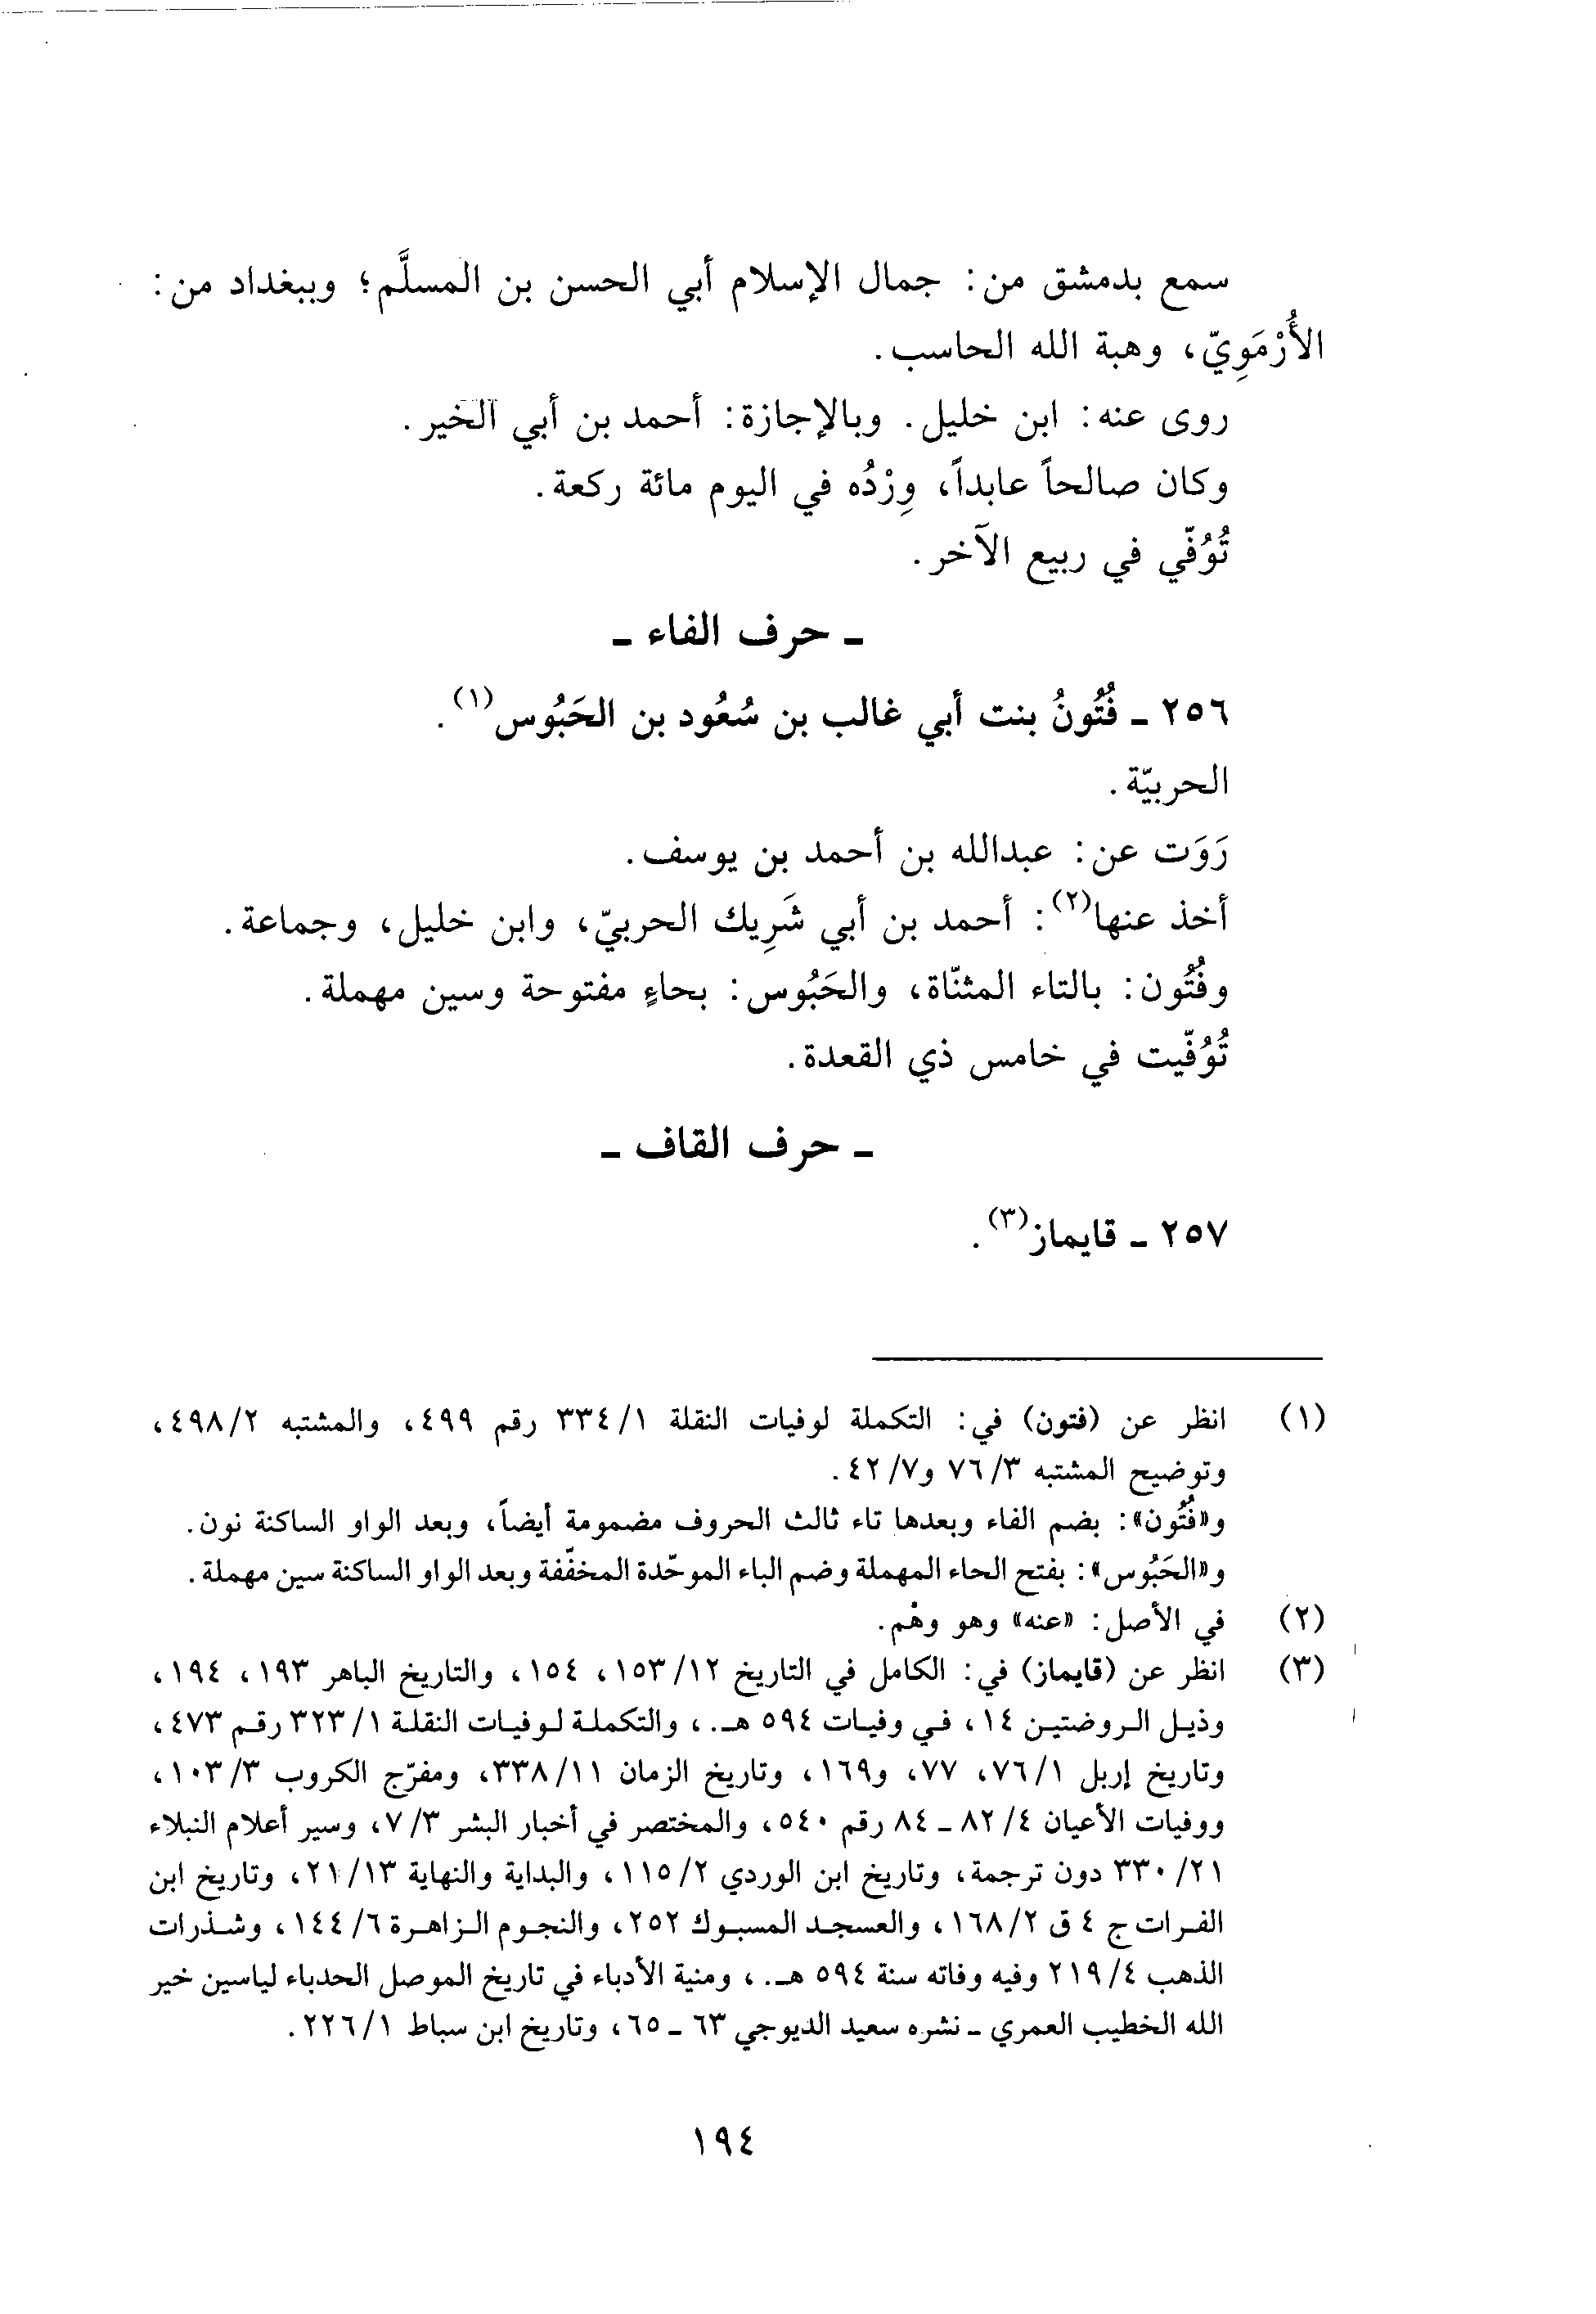 سمع بدمشق من: جمال الإسلام أبي الحسن بن المسلَّم؛ وببغداد من:
الأُرْمَوِيّ، وهبة الله الحاسب.
روى عنه: ابن خليل. وبالإجازة: أحمد بن أبي الخير.
وكان صالحاً عابداً، وِرْدُه في اليوم مائة ركعة.
تُوُفّي في ربيع الآخر.
ـ حرف الفاء ـ
٢٥٦ ـ فُتُونُ بنت أبي غالب بن سُعُود بن الحَبُوس(١).
الحربيّة.
رَوَت عن: عبدالله بن أحمد بن يوسف.
أخذ عنها(٢): أحمد بن أبي شَرِيك الحربيّ، وابن خليل، وجماعة.
وفُتُون: بالتاء المثنّاة، والحَبُوس: بحاءٍ مفتوحة وسين مهملة.
تُوُفّيت في خامس ذي القعدة.
ـ حرف القاف ـ
٢٥٧ ـ قايماز(٣).
(١) انظر عن (فتون) في: التكملة لوفيات النقلة ١/ ٣٣٤ رقم ٤٩٩، والمشتبه ٢/ ٤٩٨،
وتوضيح المشتبه ٣/ ٧٦ و٧/ ٤٢.
و«فُتُون»: بضم الفاء وبعدها تاء ثالث الحروف مضمومة أيضاً، وبعد الواو الساكنة نون.
و«الحَبُوس»: بفتح الحاء المهملة وضم الباء الموحّدة المخفّفة وبعد الواو الساكنة سين مهملة.
(٢) في الأصل: «عنه» وهو وهْم.
(٣) انظر عن (قايماز) في: الكامل في التاريخ ١٢/ ١٥٣، ١٥٤، والتاريخ الباهر ١٩٣، ١٩٤،
وذيل الروضتين ١٤، في وفيات ٥٩٤ هـ.، والتكملة لوفيات النقلة ١/ ٣٢٣ رقم ٤٧٣،
وتاريخ إربل ١/ ٧٦، ٧٧، و١٦٩، وتاريخ الزمان ١١/ ٣٣٨، ومفرّج الكروب ٣/ ١٠٣،
ووفيات الأعيان ٤/ ٨٢ ـ ٨٤ رقم ٥٤٠، والمختصر في أخبار البشر ٣/ ٧، وسير أعلام النبلاء
٢١/ ٣٣٠ دون ترجمة، وتاريخ ابن الوردي ٢/ ١١٥، والبداية والنهاية ١٣/ ٢١، وتاريخ ابن
الفرات ج ٤ ق ٢/ ١٦٨، والعسجد المسبوك ٢٥٢، والنجوم الزاهرة ٦/ ١٤٤، وشذرات
الذهب ٤/ ٢١٩ وفيه وفاته سنة ٥٩٤ هـ.، ومنية الأدباء في تاريخ الموصل الحدباء لياسين خير
الله الخطيب العمري ـ نشره سعيد الديوجي ٦٣ ـ ٦٥، وتاريخ ابن سباط ١/ ٢٢٦.
١٩٤